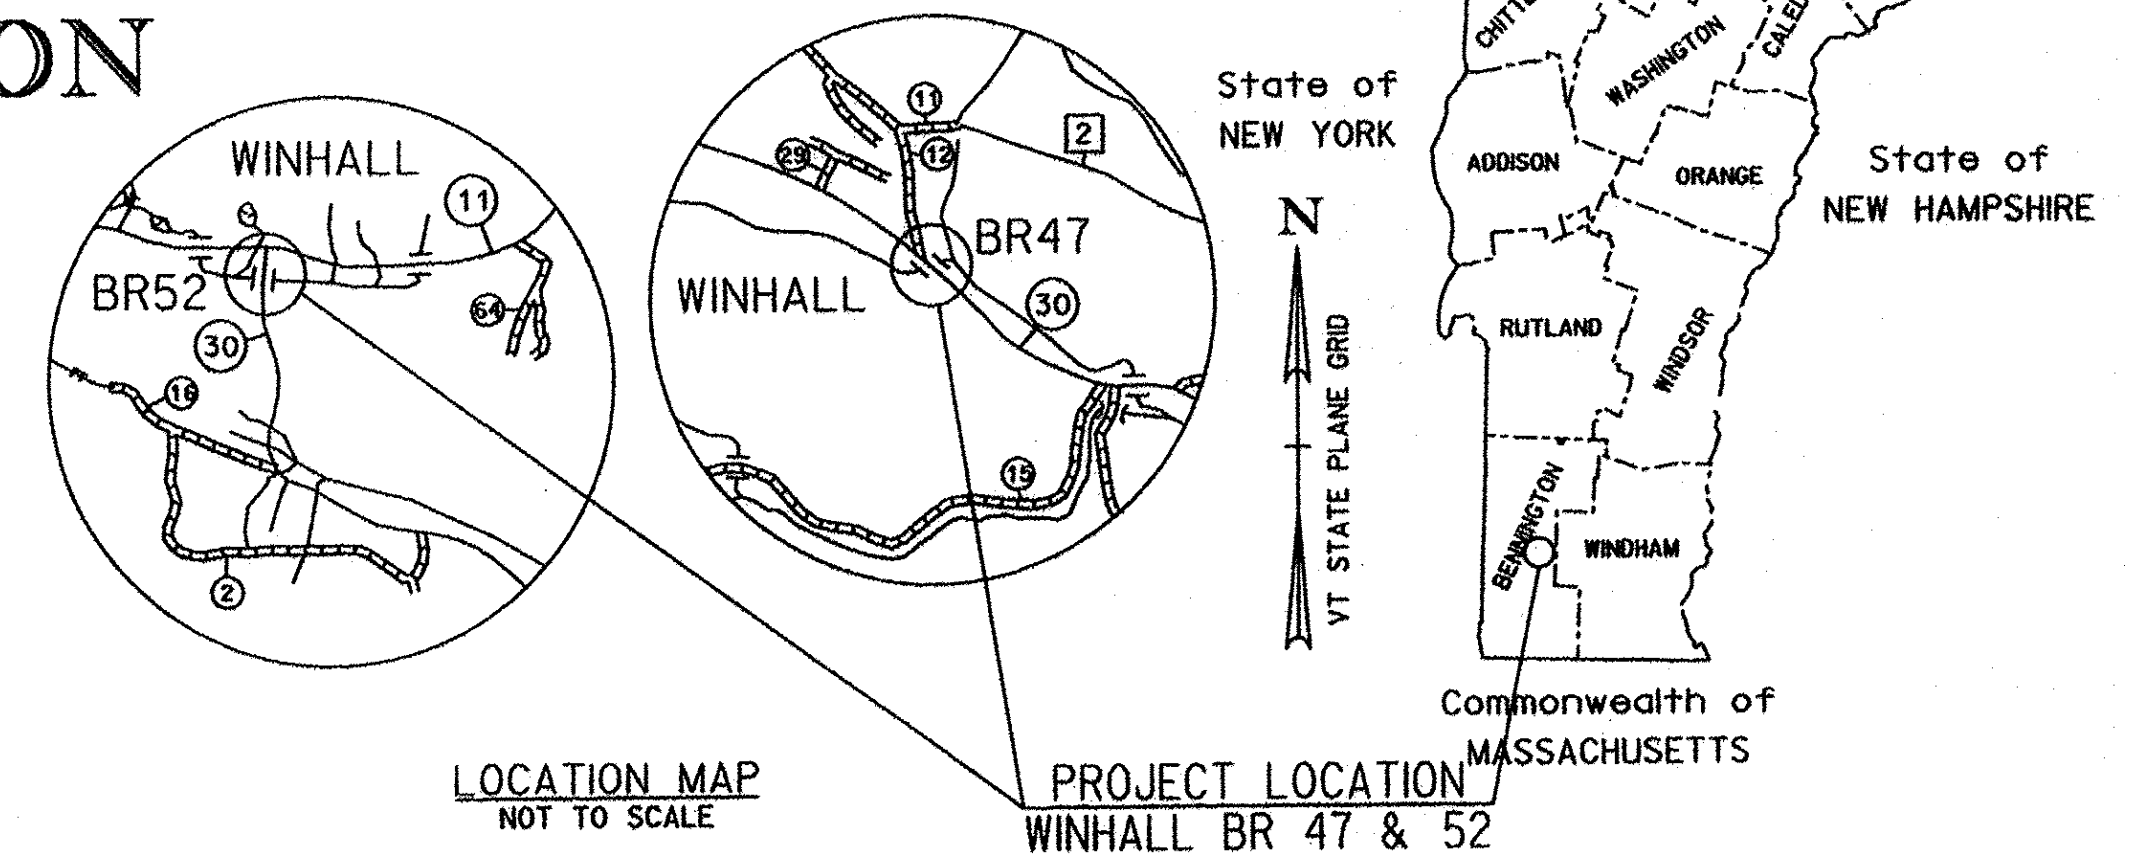 ON
WINHALL
11
BR52
30
64
16
2
11
29
12
2
BR47
WINHALL
30
15
State of
NEW YORK
N
VT STATE PLANE GRID
WASHINGTON
ADDISON
ORANGE
State of
NEW HAMPSHIRE
RUTLAND
WINDSOR
BENNINGTON
WINDHAM
Commonwealth of
MASSACHUSETTS
LOCATION MAP
NOT TO SCALE
PROJECT LOCATION
WINHALL BR 47 & 52